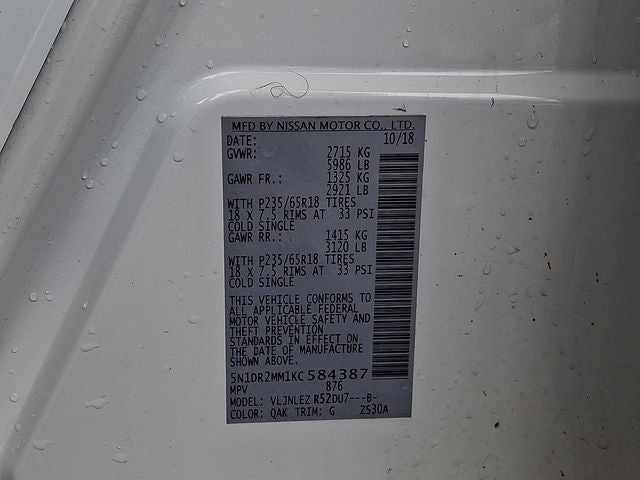 MFD BY NISSAN MOTOR CO., LTD.
DATE: 10/18
GVWR: 2715 KG
5986 LB
GAWR FR.: 1325 KG
2921 LB
WITH P235/65R18 TIRES
18 X 7.5 RIMS AT 33 PSI
COLD SINGLE
GAWR RR.: 1415 KG
3120 LB
WITH P235/65R18 TIRES
18 X 7.5 RIMS AT 33 PSI
COLD SINGLE
THIS VEHICLE CONFORMS TO
ALL APPLICABLE FEDERAL
MOTOR VEHICLE SAFETY AND
THEFT PREVENTION
STANDARDS IN EFFECT ON
THE DATE OF MANUFACTURE
SHOWN ABOVE.
5N1DR2MM1KC584387
MPV 876
MODEL: VLJNLEZ R52DU7---B-
COLOR: QAK TRIM: G ZS30A